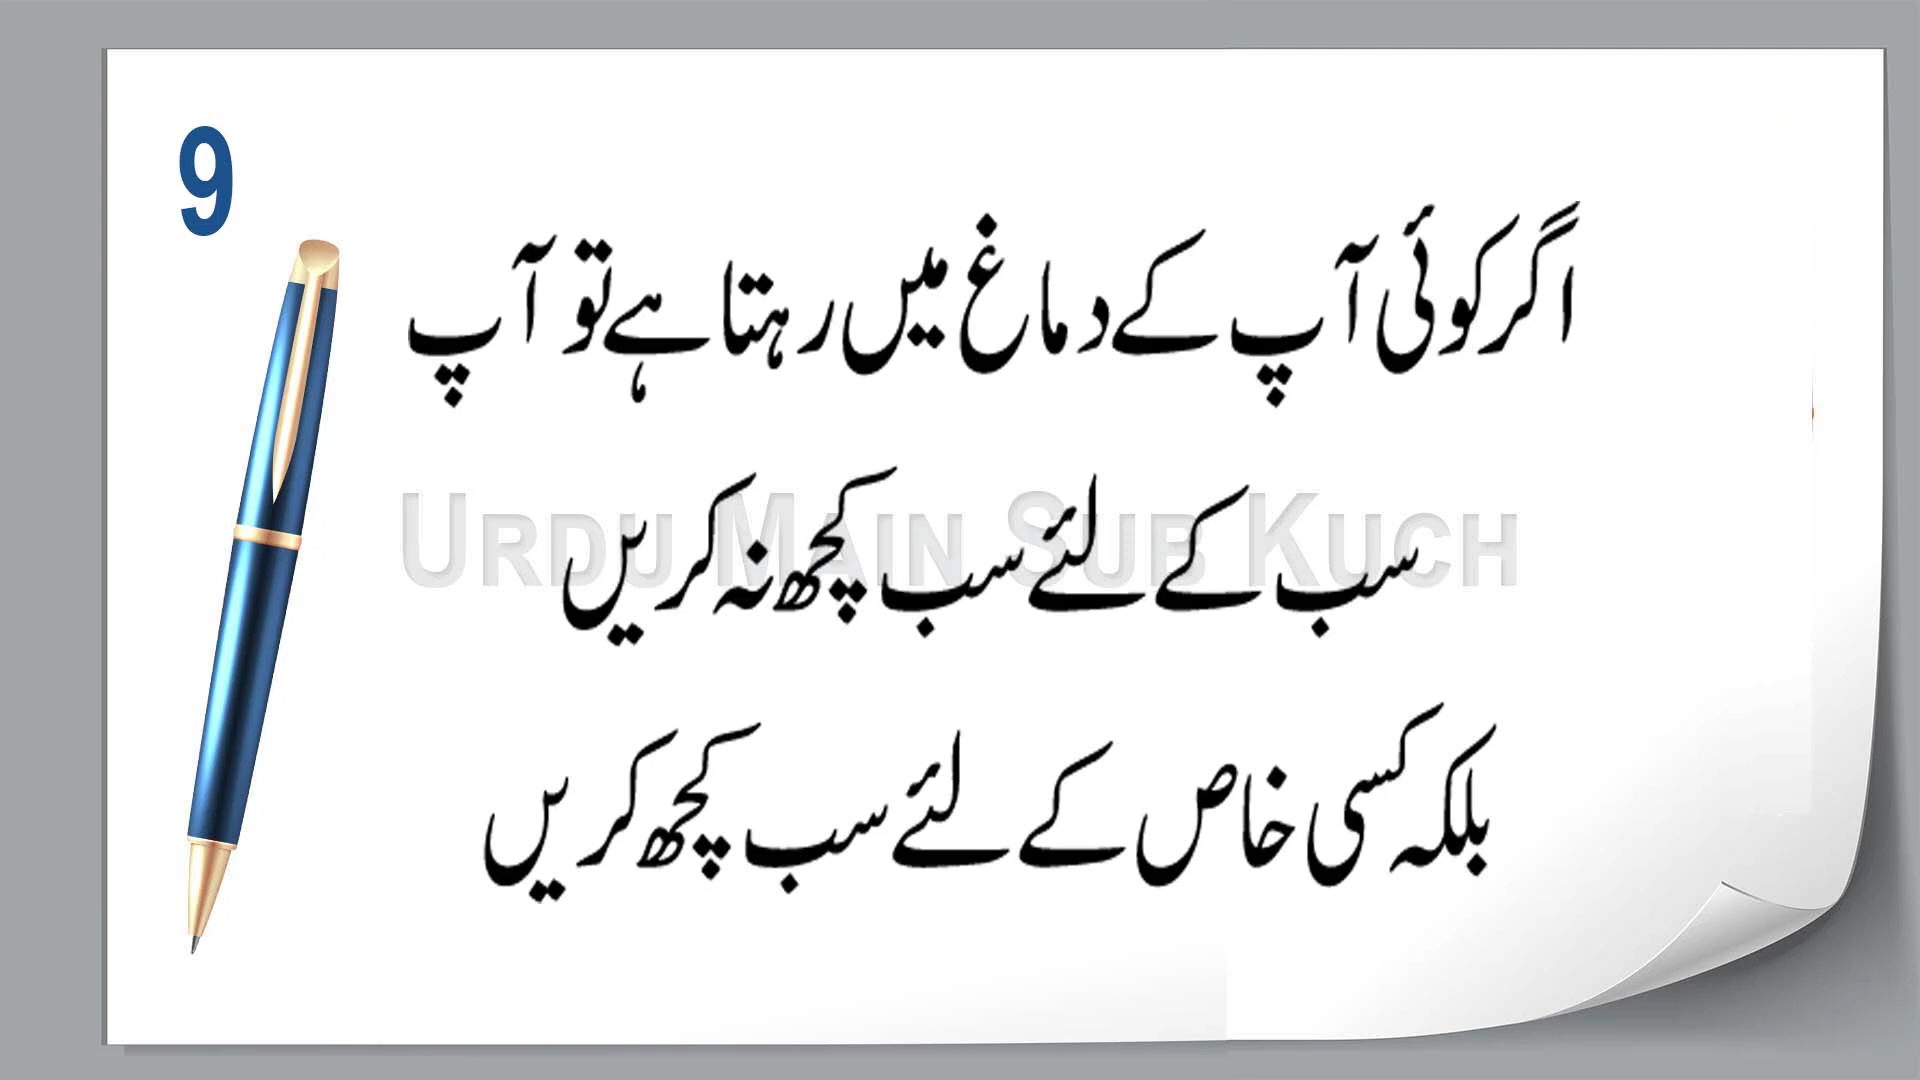 9
اگر کوئی آپ کے دماغ میں رہتا ہے تو آپ
سب کے لئے سب کچھ نہ کریں
URDU MAIN SUB KUCH
بلکہ کسی خاص کے لئے سب کچھ کریں